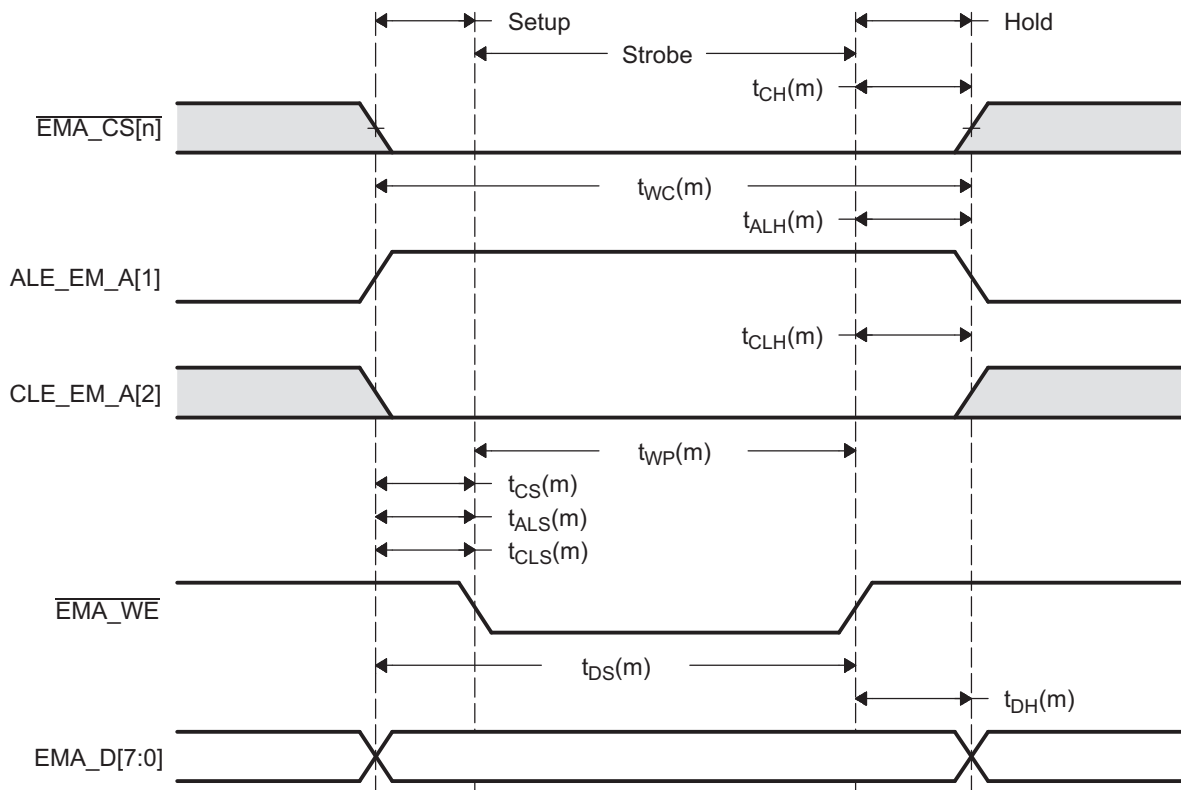 Setup
Hold
Strobe
tCH(m)
EMA_CS[n]
tWC(m)
tALH(m)
ALE_EM_A[1]
tCLH(m)
CLE_EM_A[2]
tWP(m)
tCS(m)
tALS(m)
tCLS(m)
EMA_WE
tDS(m)
tDH(m)
EMA_D[7:0]